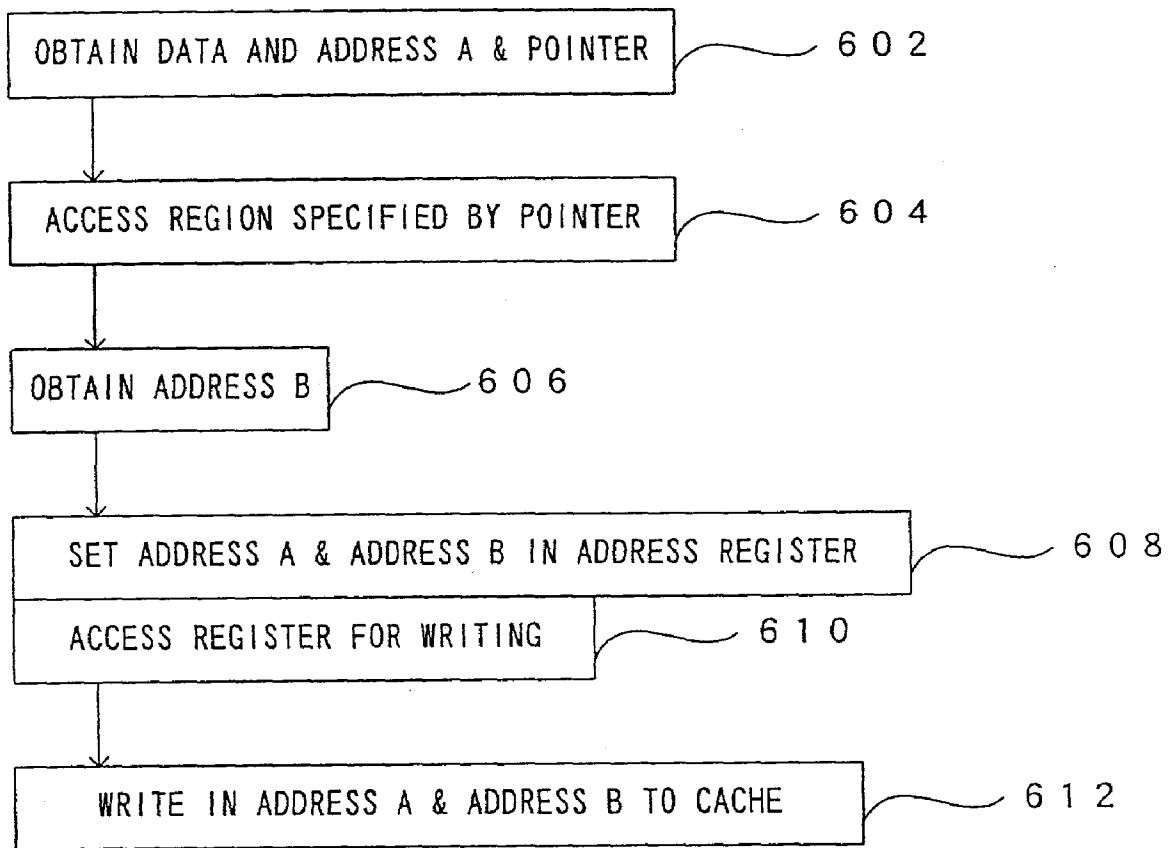 OBTAIN DATA AND ADDRESS A & POINTER 602
ACCESS REGION SPECIFIED BY POINTER 604
OBTAIN ADDRESS B 606
SET ADDRESS A & ADDRESS B IN ADDRESS REGISTER 608
ACCESS REGISTER FOR WRITING 610
WRITE IN ADDRESS A & ADDRESS B TO CACHE 612